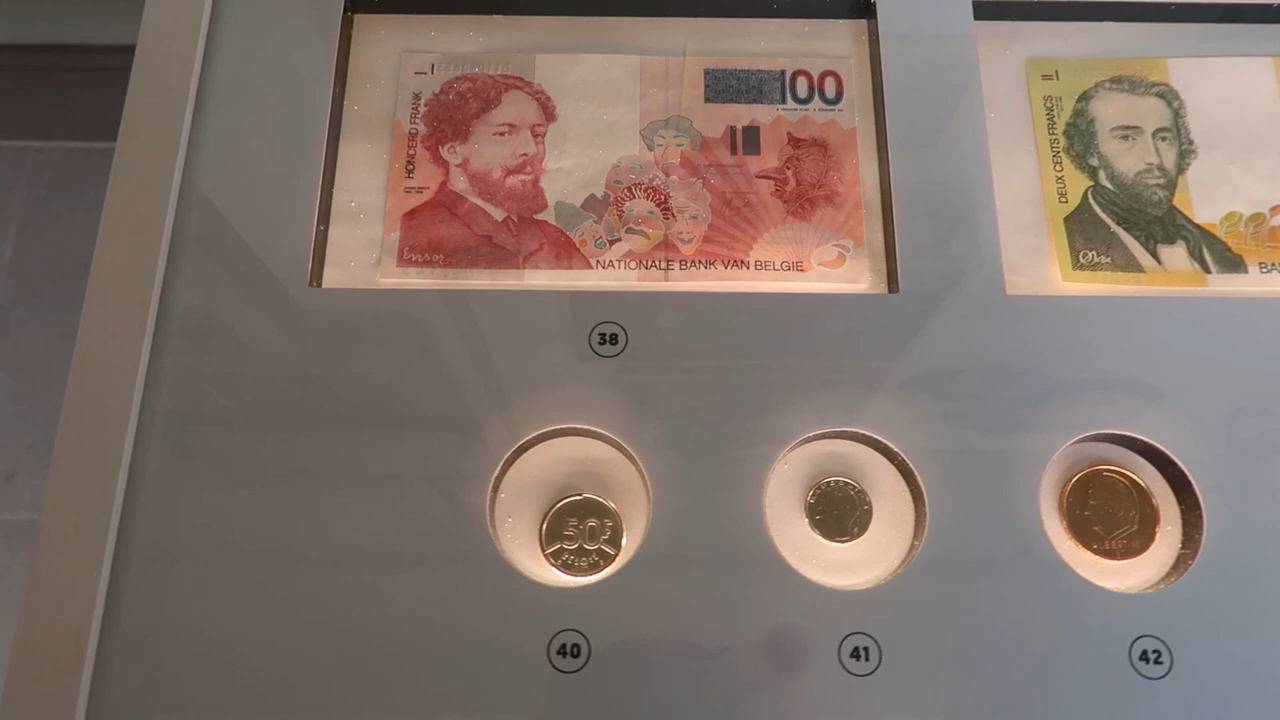 HONDERD FRANK
100
Ensor
NATIONALE BANK VAN BELGIE
DEUX CENTS FRANCS
BA
38
50F
BELGIQUE
ALBERT II
40
41
42